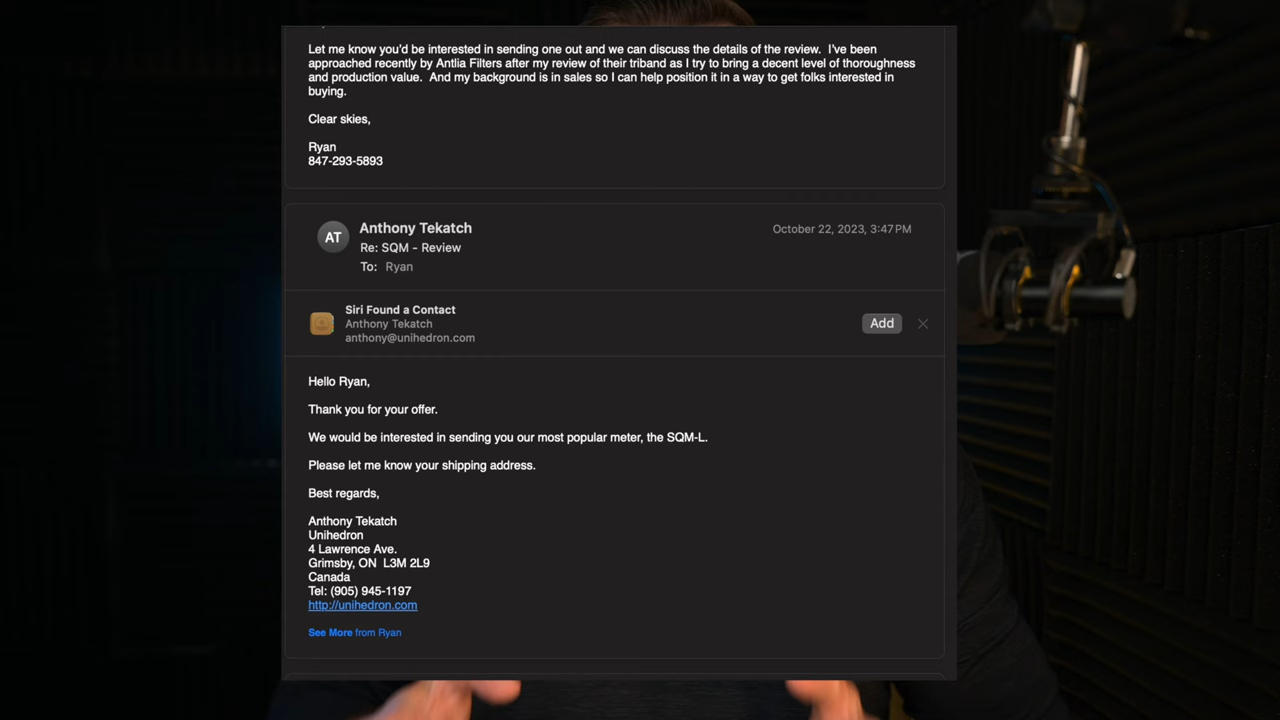 Let me know you'd be interested in sending one out and we can discuss the details of the review.  I've been
approached recently by Antlia Filters after my review of their triband as I try to bring a decent level of thoroughness
and production value.  And my background is in sales so I can help position it in a way to get folks interested in
buying.
Clear skies,
Ryan
847-293-5893
AT
Anthony Tekatch
October 22, 2023, 3:47 PM
Re: SQM - Review
To: Ryan
Siri Found a Contact
Anthony Tekatch
anthony@unihedron.com
Add
Hello Ryan,
Thank you for your offer.
We would be interested in sending you our most popular meter, the SQM-L.
Please let me know your shipping address.
Best regards,
Anthony Tekatch
Unihedron
4 Lawrence Ave.
Grimsby, ON  L3M 2L9
Canada
Tel: (905) 945-1197
http://unihedron.com
See More from Ryan